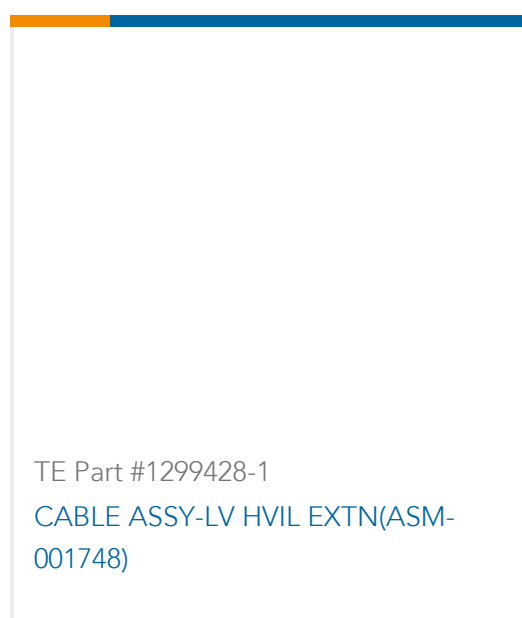 TE Part #1299428-1
CABLE ASSY-LV HVIL EXTN(ASM-
001748)